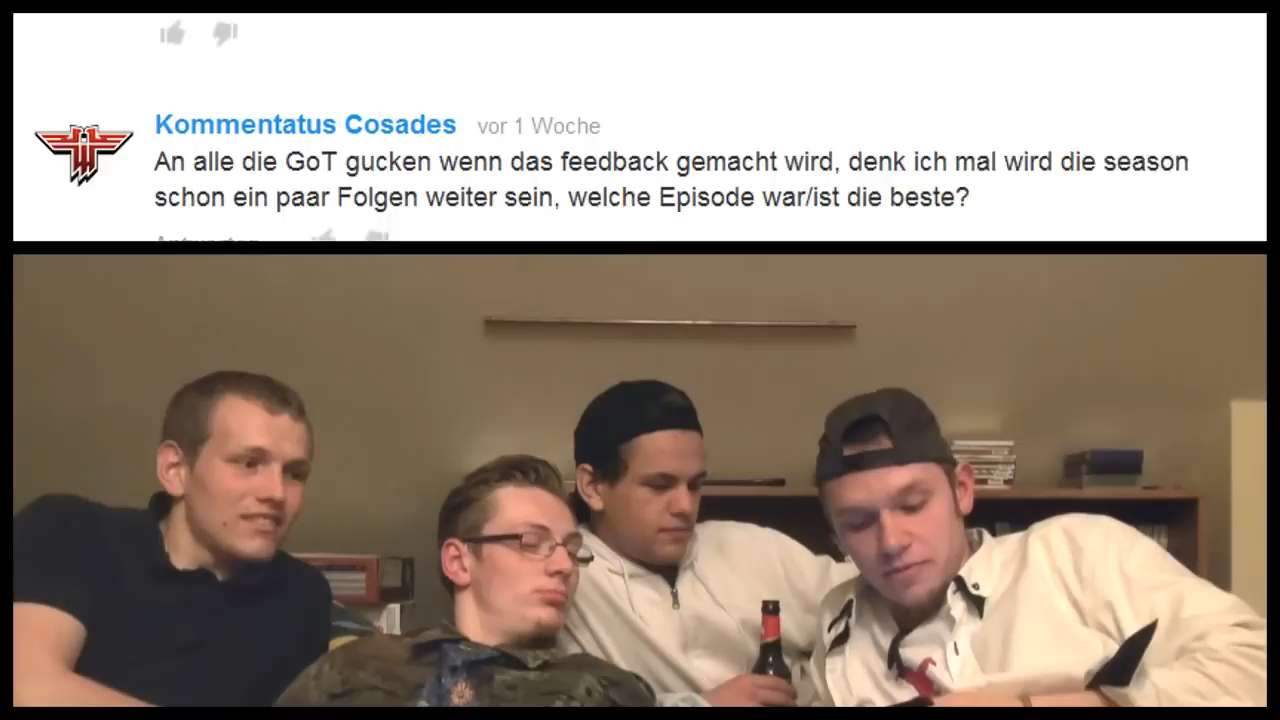 Kommentatus Cosades vor 1 Woche
An alle die GoT gucken wenn das feedback gemacht wird, denk ich mal wird die season
schon ein paar Folgen weiter sein, welche Episode war/ist die beste?